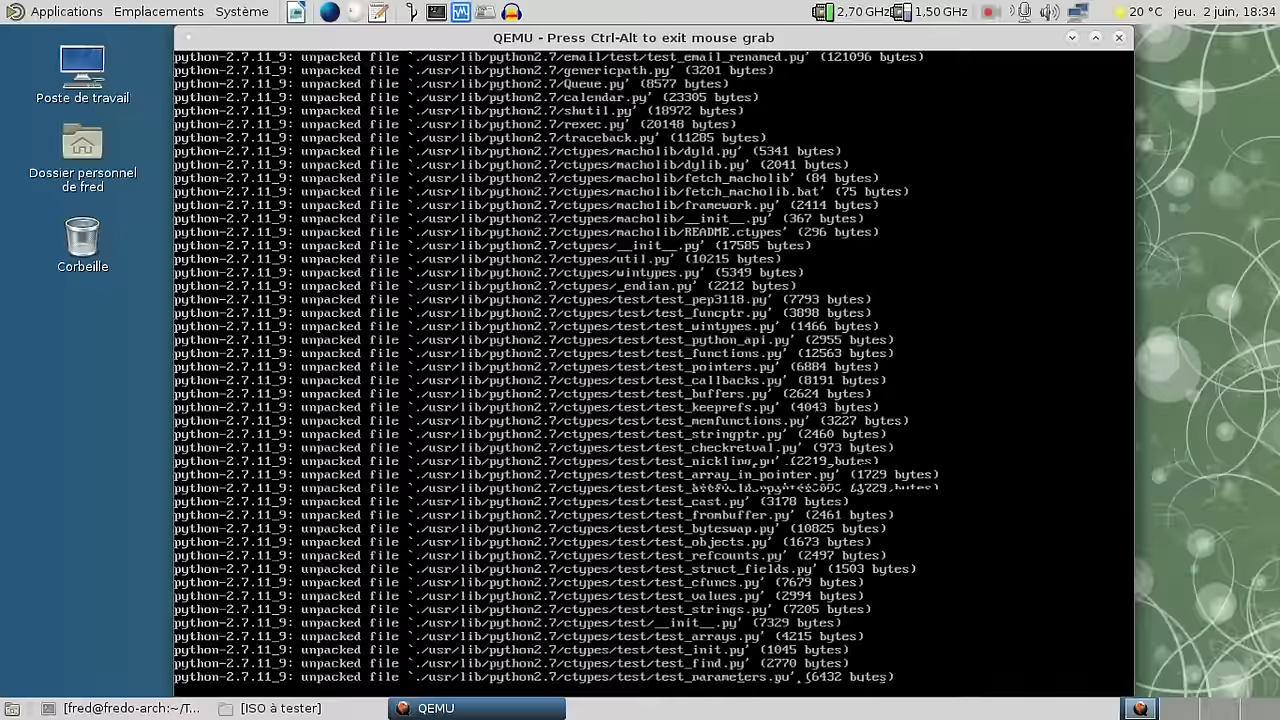 Applications Emplacements Système 2,70 GHz 1,50 GHz 20 °C jeu. 2 juin, 18:34
QEMU - Press Ctrl-Alt to exit mouse grab
Poste de travail
Dossier personnel
de fred
Corbeille
python-2.7.11_9: unpacked file `./usr/lib/python2.7/email/test/test_email_renamed.py' (121096 bytes)
python-2.7.11_9: unpacked file `./usr/lib/python2.7/genericpath.py' (3201 bytes)
python-2.7.11_9: unpacked file `./usr/lib/python2.7/Queue.py' (8577 bytes)
python-2.7.11_9: unpacked file `./usr/lib/python2.7/calendar.py' (23305 bytes)
python-2.7.11_9: unpacked file `./usr/lib/python2.7/shutil.py' (18972 bytes)
python-2.7.11_9: unpacked file `./usr/lib/python2.7/rexec.py' (20148 bytes)
python-2.7.11_9: unpacked file `./usr/lib/python2.7/traceback.py' (11285 bytes)
python-2.7.11_9: unpacked file `./usr/lib/python2.7/ctypes/macholib/dyld.py' (5341 bytes)
python-2.7.11_9: unpacked file `./usr/lib/python2.7/ctypes/macholib/dylib.py' (2041 bytes)
python-2.7.11_9: unpacked file `./usr/lib/python2.7/ctypes/macholib/fetch_macholib' (84 bytes)
python-2.7.11_9: unpacked file `./usr/lib/python2.7/ctypes/macholib/fetch_macholib.bat' (75 bytes)
python-2.7.11_9: unpacked file `./usr/lib/python2.7/ctypes/macholib/framework.py' (2414 bytes)
python-2.7.11_9: unpacked file `./usr/lib/python2.7/ctypes/macholib/__init__.py' (367 bytes)
python-2.7.11_9: unpacked file `./usr/lib/python2.7/ctypes/macholib/README.ctypes' (296 bytes)
python-2.7.11_9: unpacked file `./usr/lib/python2.7/ctypes/__init__.py' (17585 bytes)
python-2.7.11_9: unpacked file `./usr/lib/python2.7/ctypes/util.py' (10215 bytes)
python-2.7.11_9: unpacked file `./usr/lib/python2.7/ctypes/wintypes.py' (5349 bytes)
python-2.7.11_9: unpacked file `./usr/lib/python2.7/ctypes/_endian.py' (2212 bytes)
python-2.7.11_9: unpacked file `./usr/lib/python2.7/ctypes/test/test_pep3118.py' (7793 bytes)
python-2.7.11_9: unpacked file `./usr/lib/python2.7/ctypes/test/test_funcptr.py' (3898 bytes)
python-2.7.11_9: unpacked file `./usr/lib/python2.7/ctypes/test/test_wintypes.py' (1466 bytes)
python-2.7.11_9: unpacked file `./usr/lib/python2.7/ctypes/test/test_python_api.py' (2955 bytes)
python-2.7.11_9: unpacked file `./usr/lib/python2.7/ctypes/test/test_functions.py' (12563 bytes)
python-2.7.11_9: unpacked file `./usr/lib/python2.7/ctypes/test/test_pointers.py' (6884 bytes)
python-2.7.11_9: unpacked file `./usr/lib/python2.7/ctypes/test/test_callbacks.py' (8191 bytes)
python-2.7.11_9: unpacked file `./usr/lib/python2.7/ctypes/test/test_buffers.py' (2624 bytes)
python-2.7.11_9: unpacked file `./usr/lib/python2.7/ctypes/test/test_keeprefs.py' (4043 bytes)
python-2.7.11_9: unpacked file `./usr/lib/python2.7/ctypes/test/test_memfunctions.py' (3227 bytes)
python-2.7.11_9: unpacked file `./usr/lib/python2.7/ctypes/test/test_stringptr.py' (2460 bytes)
python-2.7.11_9: unpacked file `./usr/lib/python2.7/ctypes/test/test_checkretval.py' (973 bytes)
python-2.7.11_9: unpacked file `./usr/lib/python2.7/ctypes/test/test_pickling.py' (2219 bytes)
python-2.7.11_9: unpacked file `./usr/lib/python2.7/ctypes/test/test_array_in_pointer.py' (1729 bytes)
python-2.7.11_9: unpacked file
python-2.7.11_9: unpacked file `./usr/lib/python2.7/ctypes/test/test_cast.py' (3178 bytes)
python-2.7.11_9: unpacked file `./usr/lib/python2.7/ctypes/test/test_frombuffer.py' (2461 bytes)
python-2.7.11_9: unpacked file `./usr/lib/python2.7/ctypes/test/test_byteswap.py' (10825 bytes)
python-2.7.11_9: unpacked file `./usr/lib/python2.7/ctypes/test/test_objects.py' (1673 bytes)
python-2.7.11_9: unpacked file `./usr/lib/python2.7/ctypes/test/test_refcounts.py' (2497 bytes)
python-2.7.11_9: unpacked file `./usr/lib/python2.7/ctypes/test/test_struct_fields.py' (1503 bytes)
python-2.7.11_9: unpacked file `./usr/lib/python2.7/ctypes/test/test_cfuncs.py' (7679 bytes)
python-2.7.11_9: unpacked file `./usr/lib/python2.7/ctypes/test/test_values.py' (2994 bytes)
python-2.7.11_9: unpacked file `./usr/lib/python2.7/ctypes/test/test_strings.py' (7205 bytes)
python-2.7.11_9: unpacked file `./usr/lib/python2.7/ctypes/test/__init__.py' (7329 bytes)
python-2.7.11_9: unpacked file `./usr/lib/python2.7/ctypes/test/test_arrays.py' (4215 bytes)
python-2.7.11_9: unpacked file `./usr/lib/python2.7/ctypes/test/test_init.py' (1045 bytes)
python-2.7.11_9: unpacked file `./usr/lib/python2.7/ctypes/test/test_find.py' (2770 bytes)
python-2.7.11_9: unpacked file `./usr/lib/python2.7/ctypes/test/test_parameters.py' (6432 bytes)
[fred@fredo-arch:~/T... [ISO à tester] QEMU